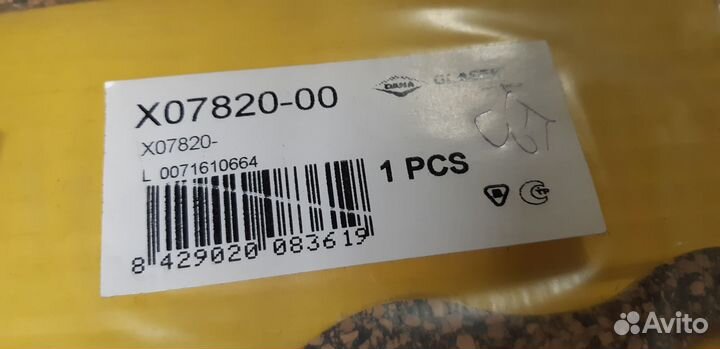 X07820-00
DANA
GLASER
X07820-
L 0071610664
1 PCS
8 429020 083619
Avito